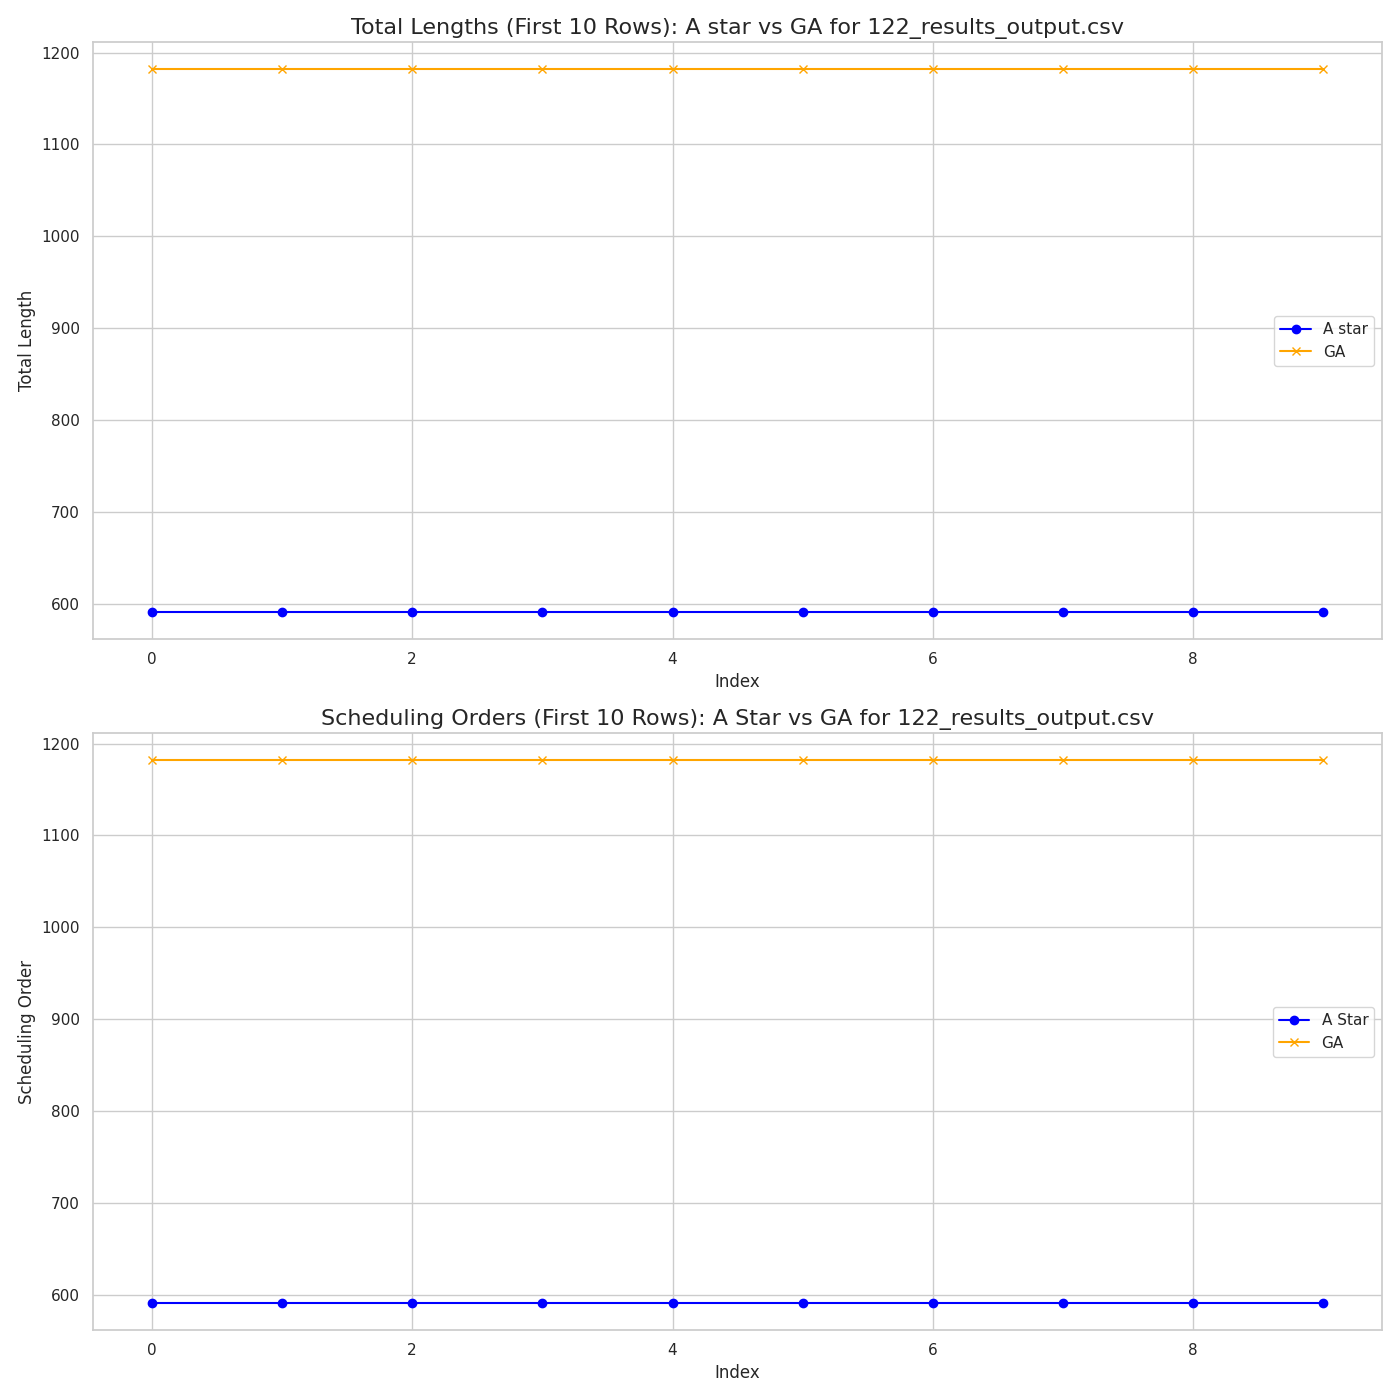 Total Lengths (First 10 Rows): A star vs GA for 122_results_output.csv
1200
1100
1000
900
800
700
600
Total Length
A star
GA
0 2 4 6 8
Index
Scheduling Orders (First 10 Rows): A Star vs GA for 122_results_output.csv
1200
1100
1000
900
800
700
600
Scheduling Order
A Star
GA
0 2 4 6 8
Index